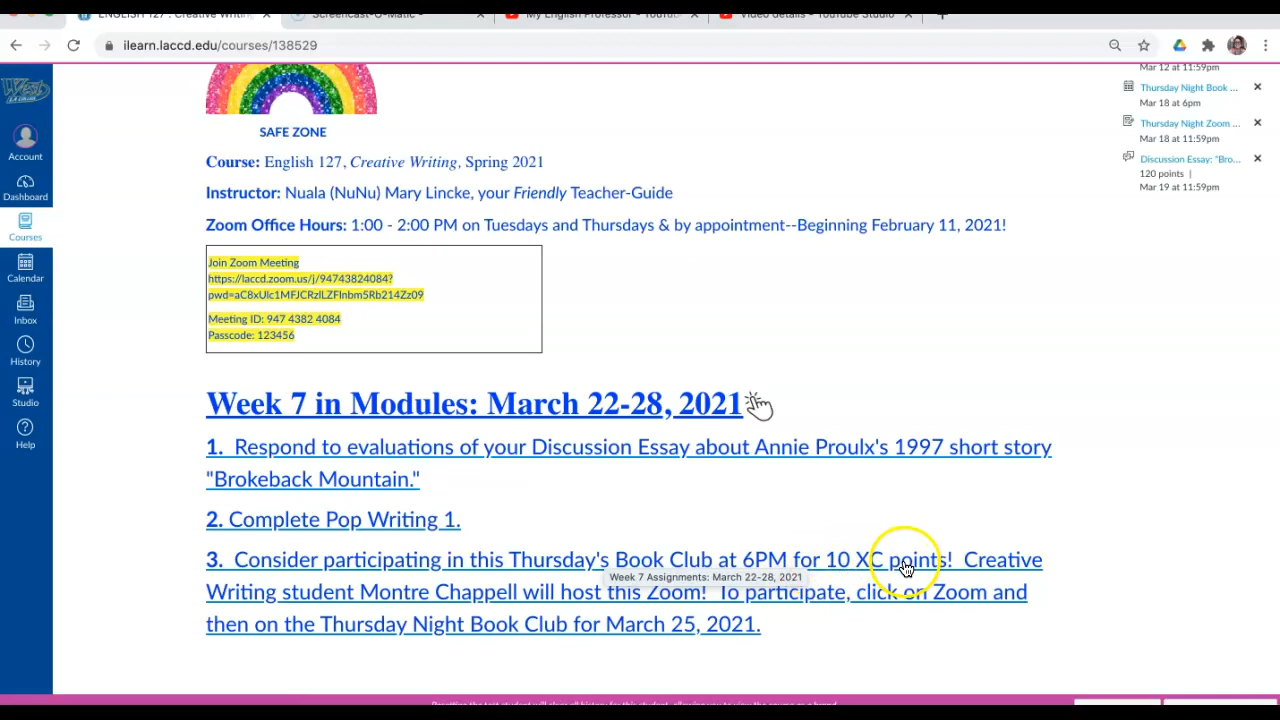 ENGLISH 127 : Creative Writin
Screencast-O-Matic
My English Professor - YouTub
Video details - YouTube Studio
ilearn.laccd.edu/courses/138529
West
L.A. COLLEGE
Account
Dashboard
Courses
Calendar
Inbox
History
Studio
Help
SAFE ZONE
Course: English 127, Creative Writing, Spring 2021
Instructor: Nuala (NuNu) Mary Lincke, your Friendly Teacher-Guide
Zoom Office Hours: 1:00 - 2:00 PM on Tuesdays and Thursdays & by appointment--Beginning February 11, 2021!
Join Zoom Meeting
https://laccd.zoom.us/j/94743824084?
pwd=aC8xUlc1MFJCRzlLZFlnbm5Rb214Zz09
Meeting ID: 947 4382 4084
Passcode: 123456
Week 7 in Modules: March 22-28, 2021
1. Respond to evaluations of your Discussion Essay about Annie Proulx's 1997 short story
"Brokeback Mountain."
2. Complete Pop Writing 1.
3. Consider participating in this Thursday's Book Club at 6PM for 10 XC points! Creative
Week 7 Assignments: March 22-28, 2021
Writing student Montre Chappell will host this Zoom! To participate, click on Zoom and
then on the Thursday Night Book Club for March 25, 2021.
Mar 12 at 11:59pm
Thursday Night Book ...
Mar 18 at 6pm
Thursday Night Zoom ...
Mar 18 at 11:59pm
Discussion Essay: "Bro...
120 points |
Mar 19 at 11:59pm